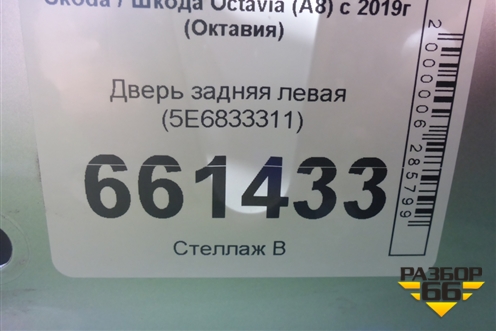 Skoda / Шкода Octavia (A8) с 2019г
(Октавия)
Дверь задняя левая
(5E6833311)
661433
Стеллаж В
2000006285799
РАЗБОР
66